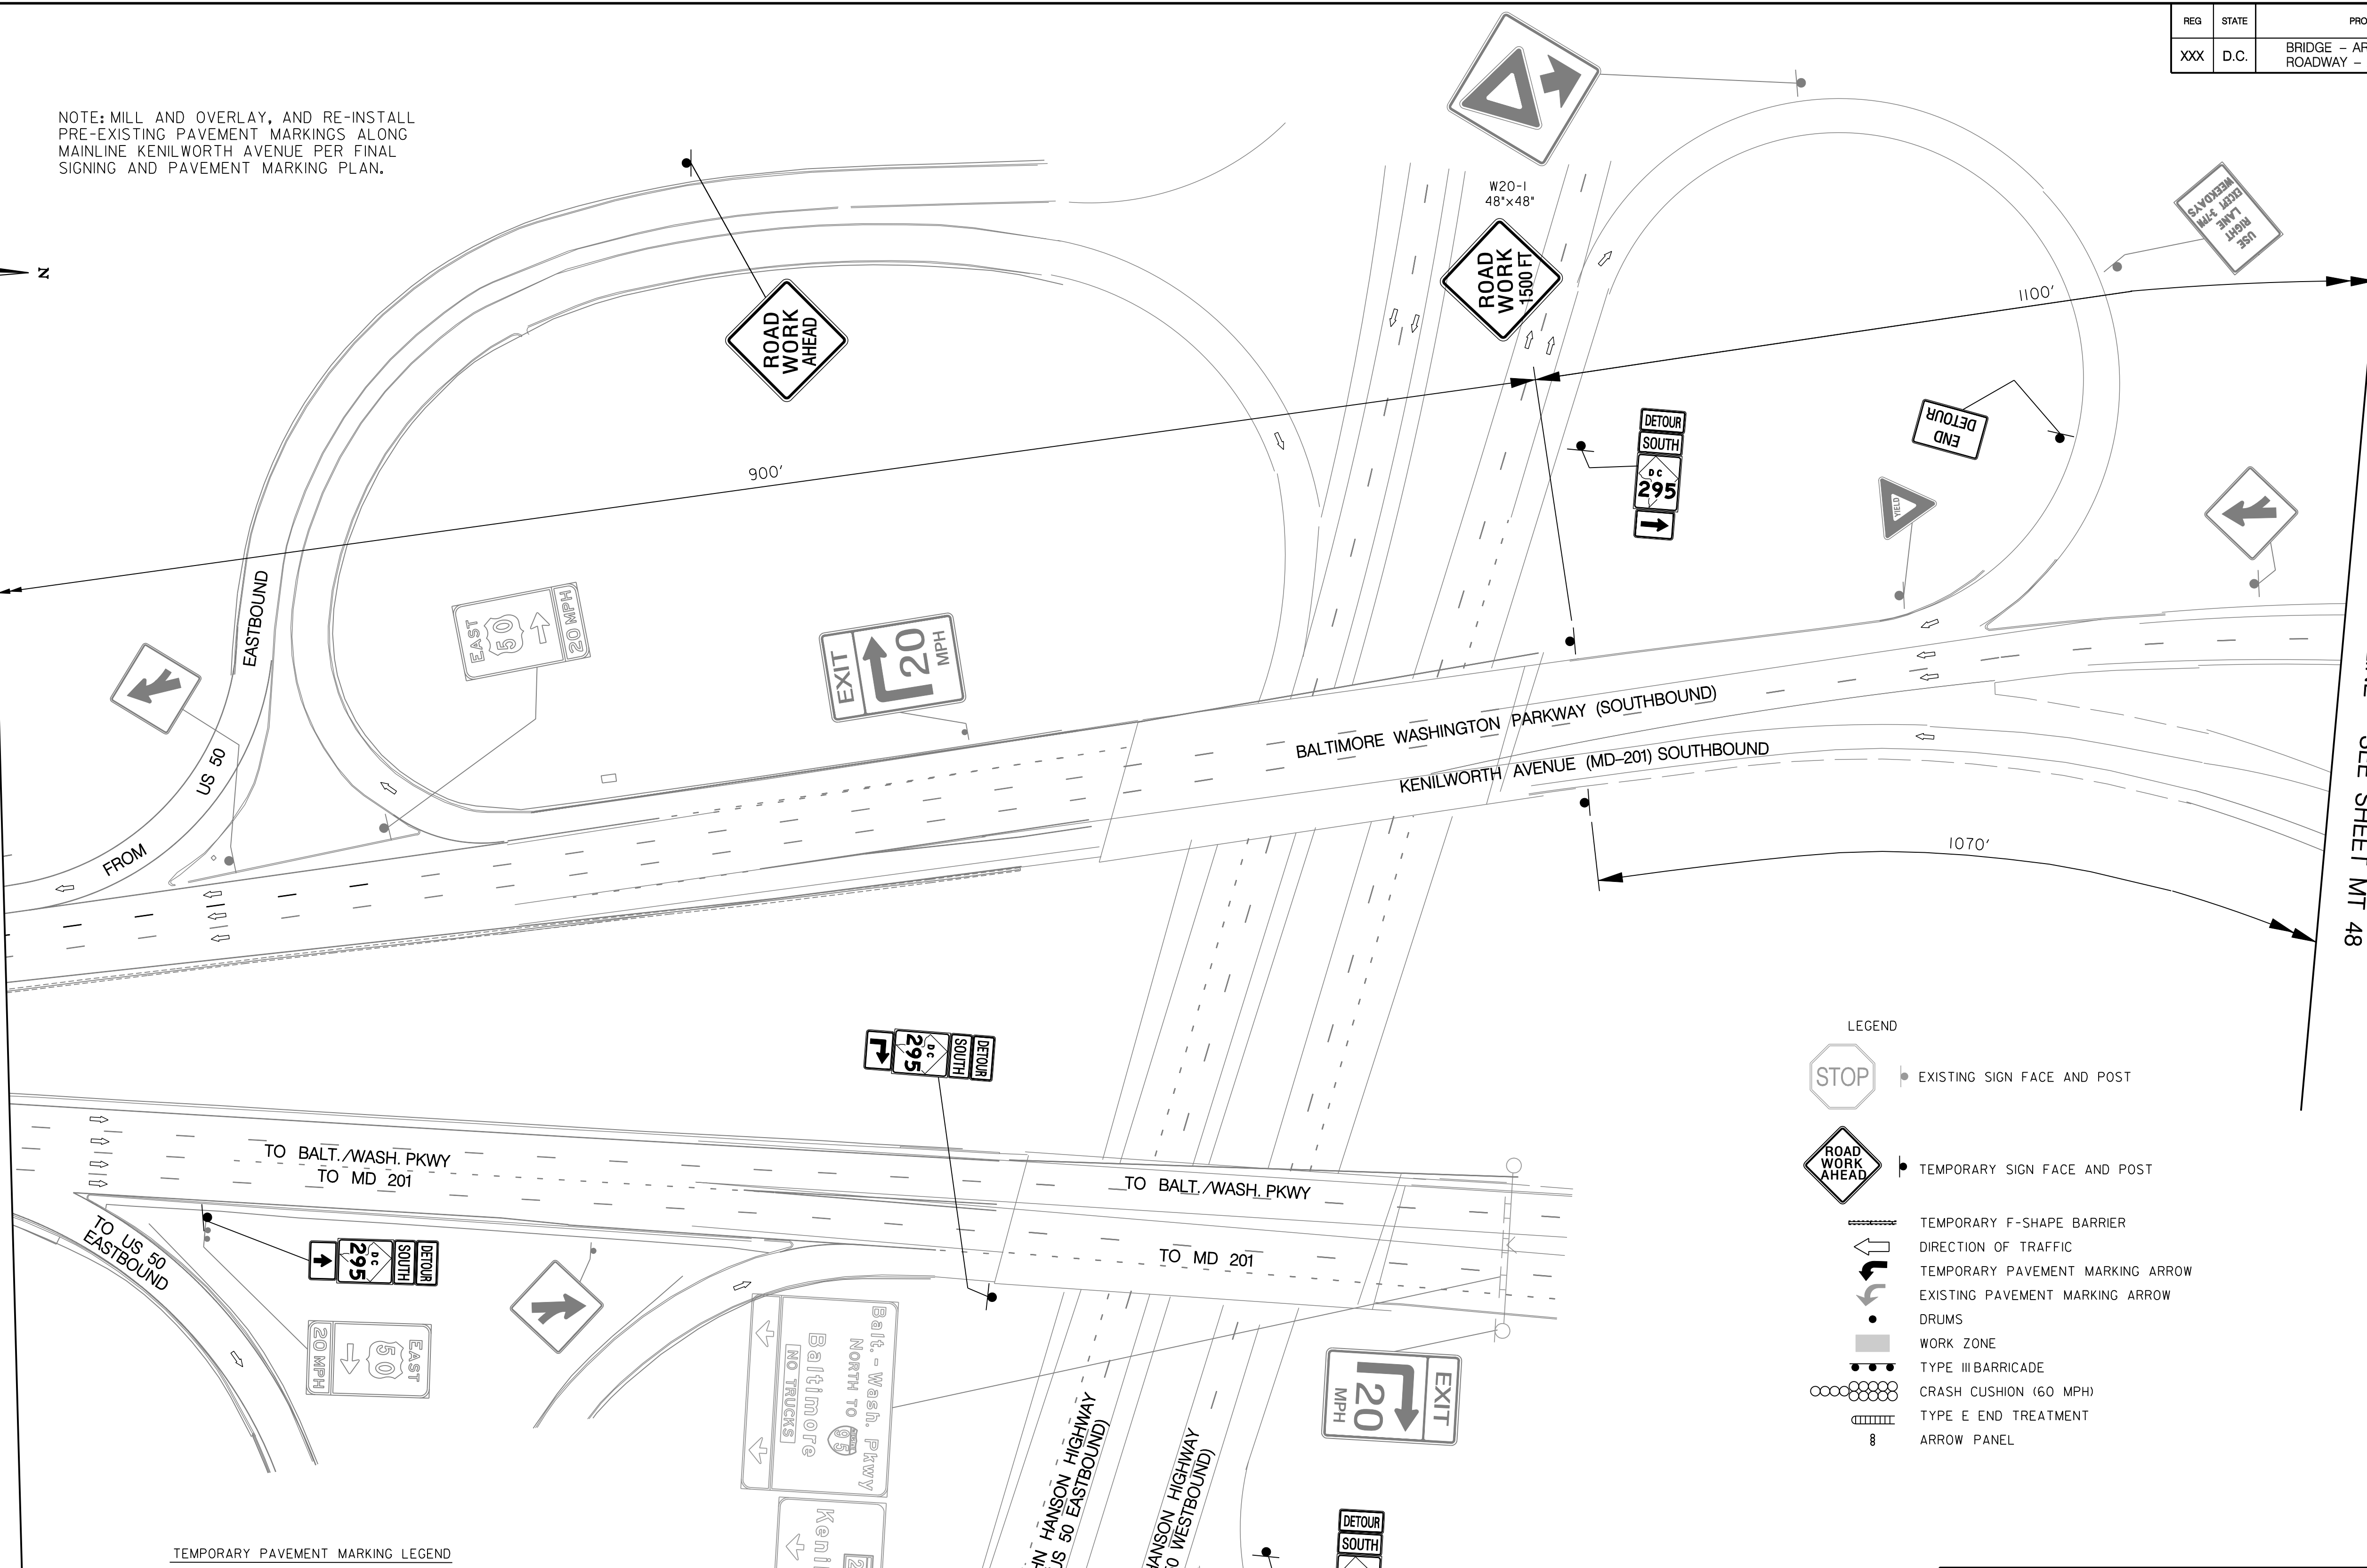 REG STATE
XXX D.C. BRIDGE -
ROADWAY -
NOTE: MILL AND OVERLAY, AND RE-INSTALL
PRE-EXISTING PAVEMENT MARKINGS ALONG
MAINLINE KENILWORTH AVENUE PER FINAL
SIGNING AND PAVEMENT MARKING PLAN.
N
W20-1
48"x48"
ROAD
WORK
1500 FT
ROAD
WORK
AHEAD
USE
RIGHT
LANE
EXCEPT 3-7PM
WEEKDAYS
1100'
900'
DETOUR
SOUTH
DC
295
END
DETOUR
YIELD
EASTBOUND
US 50
FROM
EAST
50
20 MPH
EXIT
20
MPH
BALTIMORE WASHINGTON PARKWAY (SOUTHBOUND)
KENILWORTH AVENUE (MD-201) SOUTHBOUND
1070'
SEE SHEET MT 48
DETOUR
SOUTH
DC
295
TO BALT./WASH. PKWY
TO MD 201
TO BALT./WASH. PKWY
TO MD 201
TO US 50
EASTBOUND
DETOUR
SOUTH
DC
295
EAST
50
20 MPH
Balt.-Wash. Pkwy
NORTH TO 95
Baltimore
NO TRUCKS
EXIT
20
MPH
HANSON HIGHWAY
US 50 EASTBOUND)
HANSON HIGHWAY
WESTBOUND)
DETOUR
SOUTH
LEGEND
STOP EXISTING SIGN FACE AND POST
ROAD
WORK
AHEAD
TEMPORARY SIGN FACE AND POST
TEMPORARY F-SHAPE BARRIER
DIRECTION OF TRAFFIC
TEMPORARY PAVEMENT MARKING ARROW
EXISTING PAVEMENT MARKING ARROW
DRUMS
WORK ZONE
TYPE III BARRICADE
CRASH CUSHION (60 MPH)
TYPE E END TREATMENT
ARROW PANEL
TEMPORARY PAVEMENT MARKING LEGEND